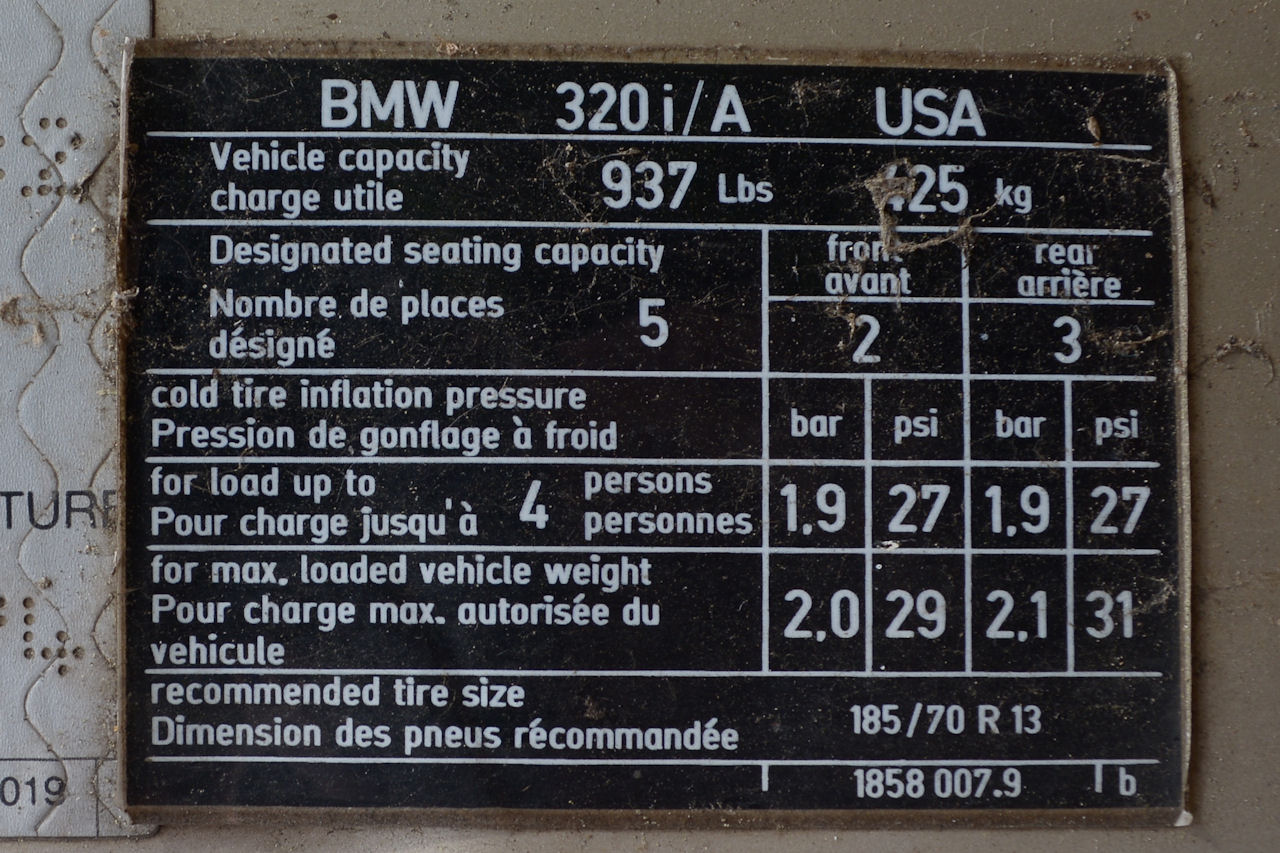 BMW 320 i/A USA
Vehicle capacity
charge utile 937 Lbs 425 kg
Designated seating capacity front rear
avant arrière
Nombre de places
désigné 5 2 3
cold tire inflation pressure
Pression de gonflage à froid bar psi bar psi
for load up to persons
Pour charge jusqu'à 4 personnes 1,9 27 1,9 27
for max. loaded vehicle weight
Pour charge max. autorisée du 2,0 29 2,1 31
vehicule
recommended tire size
Dimension des pneus récommandée 185/70 R 13
1858 007.9 b
TURE
019